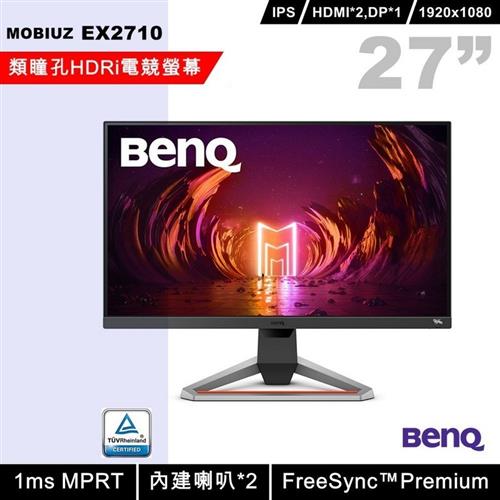 MOBIUZ EX2710
IPS HDMI*2,DP*1 1920x1080
類瞳孔HDRi電競螢幕
27”
BenQ
BenQ
TÜVRheinland
CERTIFIED
BenQ
1ms MPRT 內建喇叭*2 FreeSync™Premium